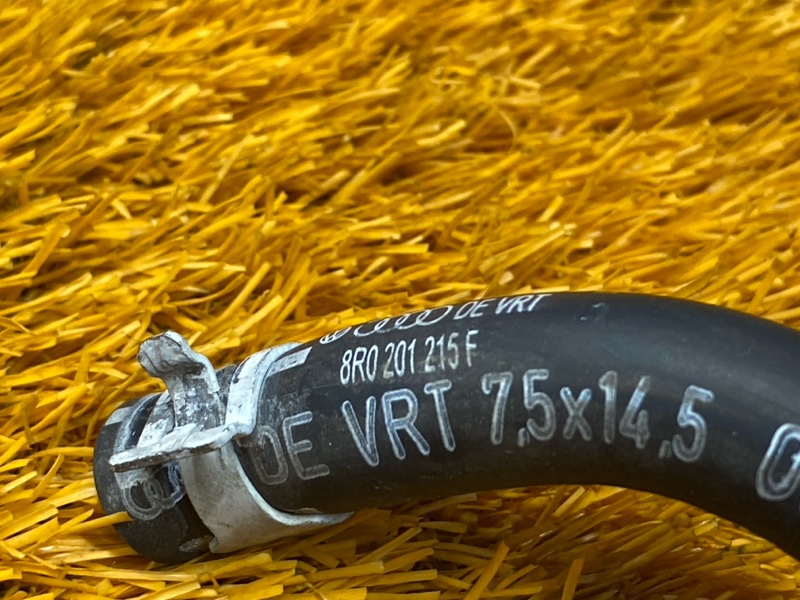 DE VRT
8R0 201 215 F
DE VRT 7,5x14,5